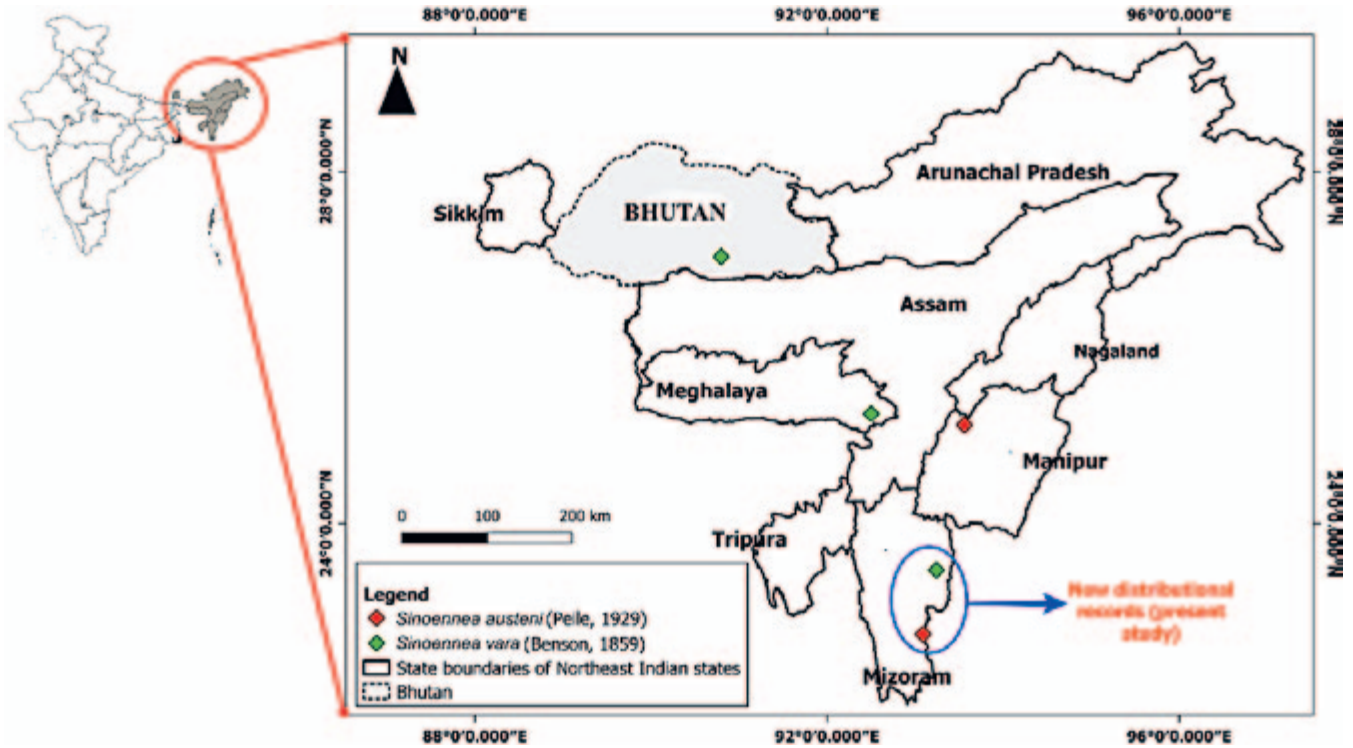 88°0'0.000"E 92°0'0.000"E 96°0'0.000"E
N
28°0'0.000"N
28°0'0.000"N
Arunachal Pradesh
Sikkim
BHUTAN
Assam
Nagaland
Meghalaya
Manipur
24°0'0.000"N
24°0'0.000"N
0 100 200 km
Tripura
Legend
Sinoennea austeni (Peile, 1929)
Sinoennea vara (Benson, 1859)
State boundaries of Northeast Indian states
Bhutan
New distributional
records (present
study)
Mizoram
88°0'0.000"E 92°0'0.000"E 96°0'0.000"E